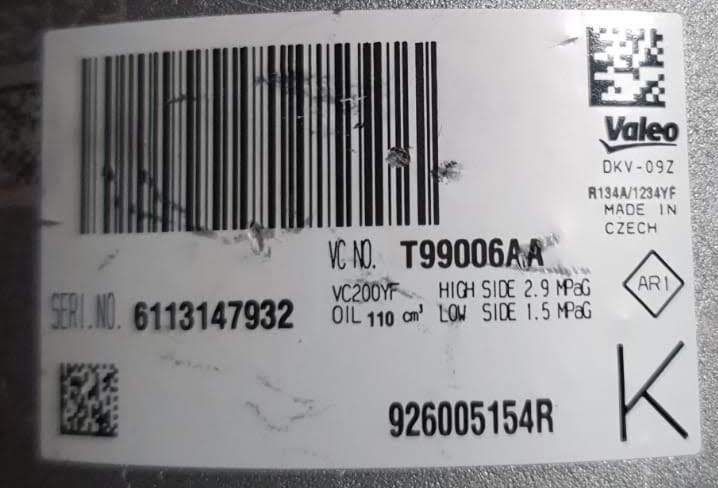 Valeo
DKV-09Z
R134A/1234YF
MADE IN
CZECH
VC NO. T99006AA
SERI.NO. 6113147932
VC200YF HIGH SIDE 2.9 MPaG
OIL 110 cm³ LOW SIDE 1.5 MPaG
AR1
926005154R
K